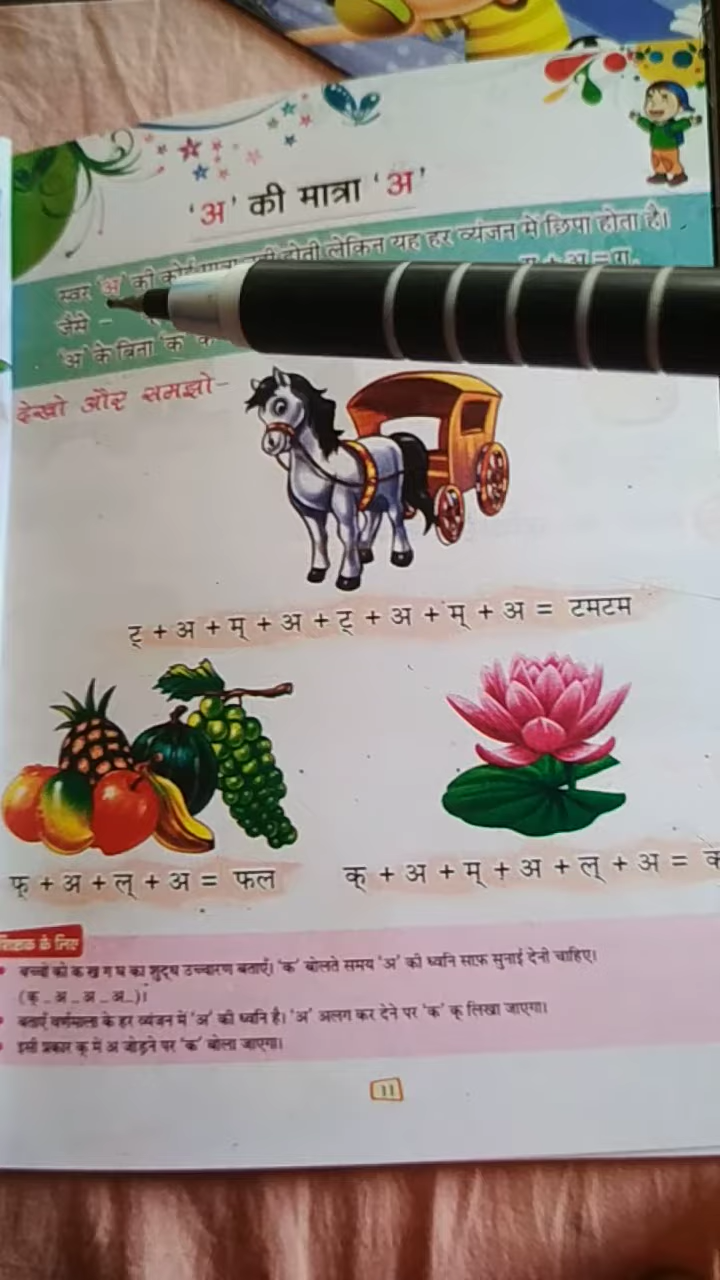 'अ' की मात्रा 'अ'
स्वर 'अ' की कोई होती लेकिन यह हर व्यंजन में छिपा होता है।
जैसे -
'अ' के बिना 'क
देखो और समझो-
ट् + अ + म् + अ + ट् + अ + म् + अ = टमटम
फ् + अ + ल् + अ = फल
क् + अ + म् + अ + ल् + अ = क
शिक्षक के लिए
• बच्चों को क ख ग घ का शुद्ध उच्चारण बताएँ। 'क' बोलते समय 'अ' की ध्वनि साफ़ सुनाई देनी चाहिए।
(क् _ अ _ अ _ अ _)।
• बताएँ वर्णमाला के हर व्यंजन में 'अ' की ध्वनि है। 'अ' अलग कर देने पर 'क' क् लिखा जाएगा।
• इसी प्रकार क् में अ जोड़ने पर 'क' बोला जाएगा।
11